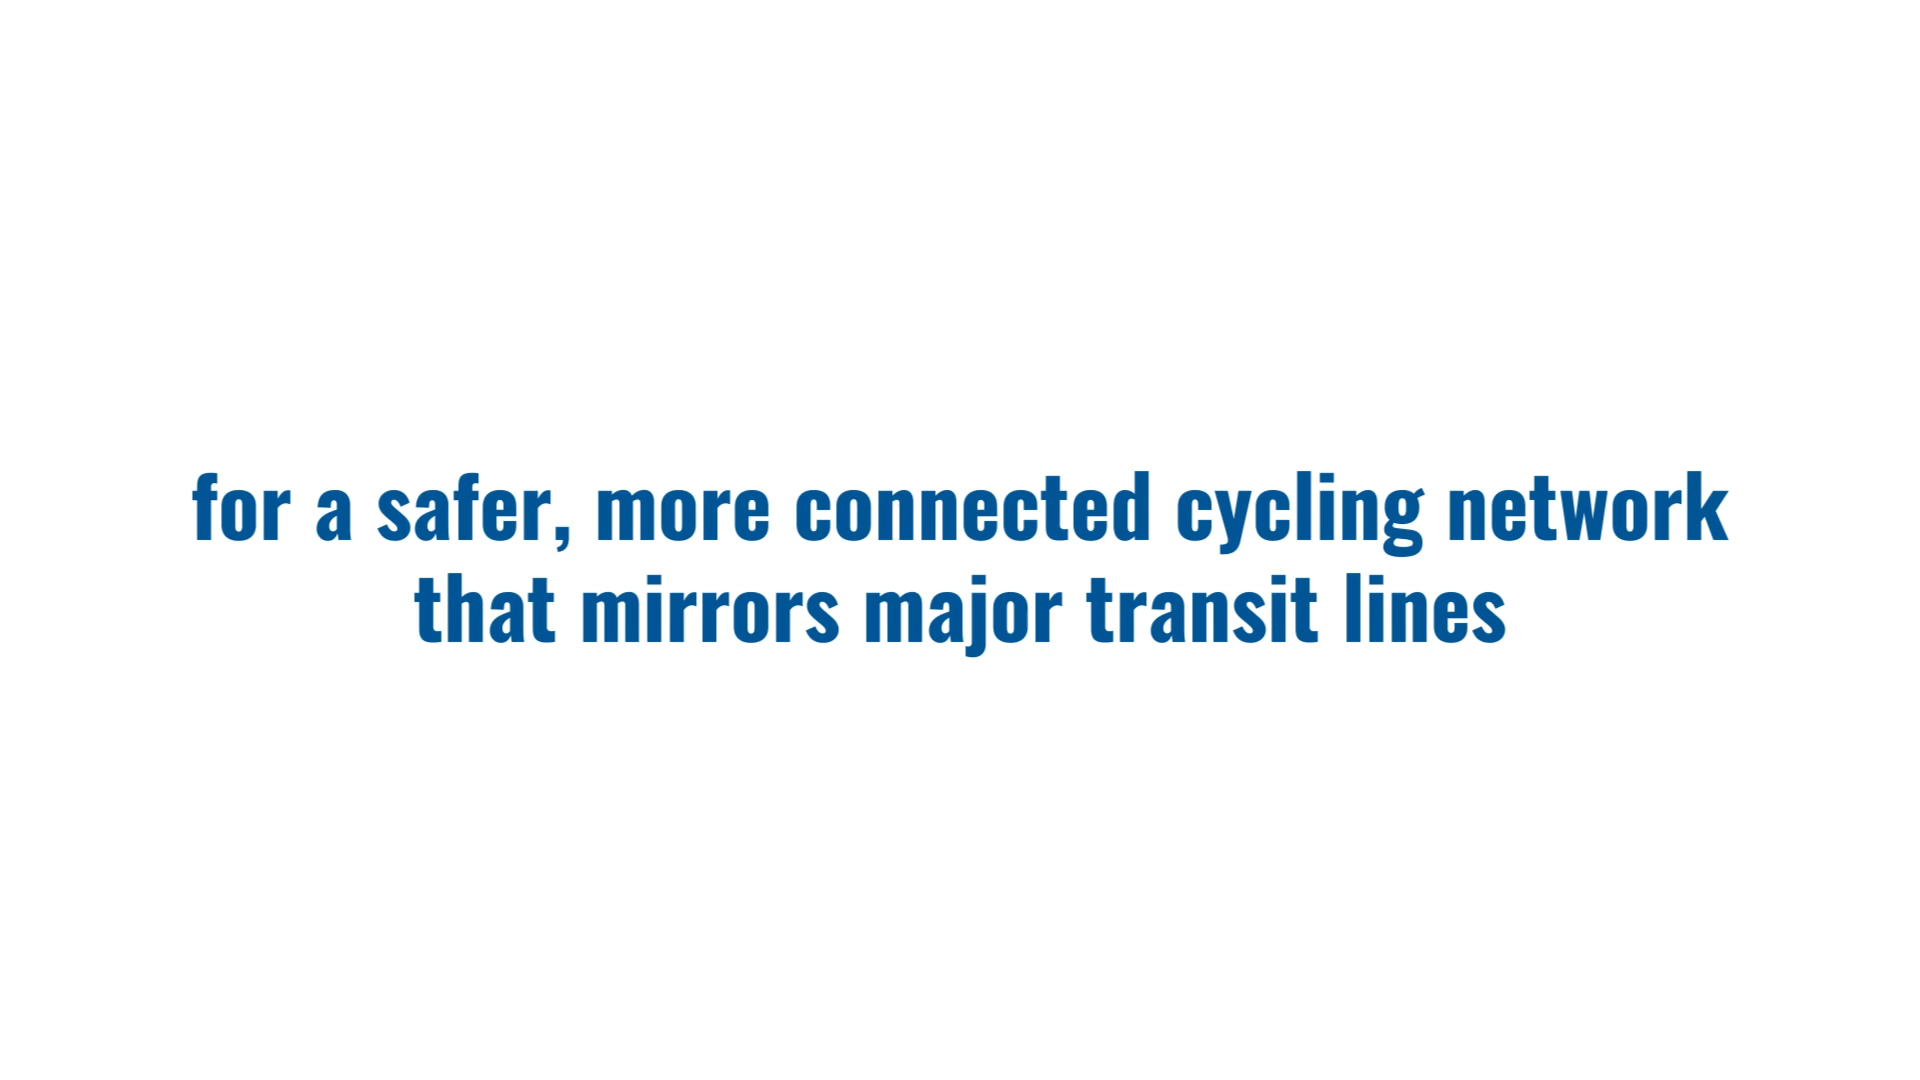 for a safer, more connected cycling network
that mirrors major transit lines